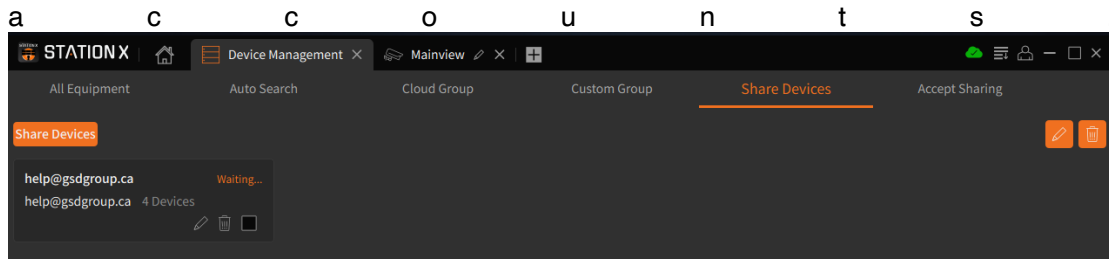 a c c o u n t s
STATION X Device Management Mainview
All Equipment Auto Search Cloud Group Custom Group Share Devices Accept Sharing
Share Devices
help@gsdgroup.ca Waiting...
help@gsdgroup.ca 4 Devices